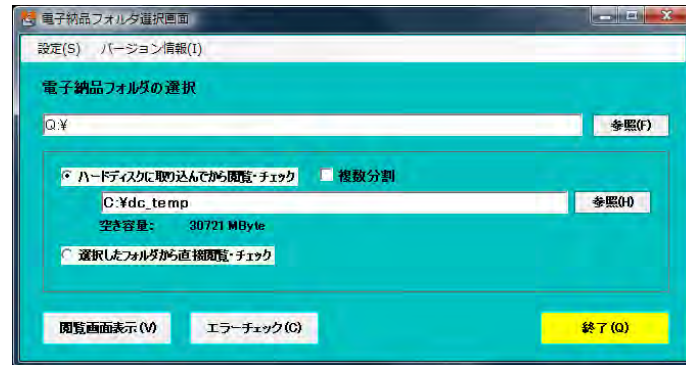 電子納品フォルダ選択画面
設定(S) バージョン情報(I)
電子納品フォルダの選択
Q:¥
参照(F)
ハードディスクに取り込んでから閲覧・チェック 複数分割
C:¥dc_temp
参照(H)
空き容量: 30721 MByte
選択したフォルダから直接閲覧・チェック
閲覧画面表示(V) エラーチェック(C) 終了(Q)